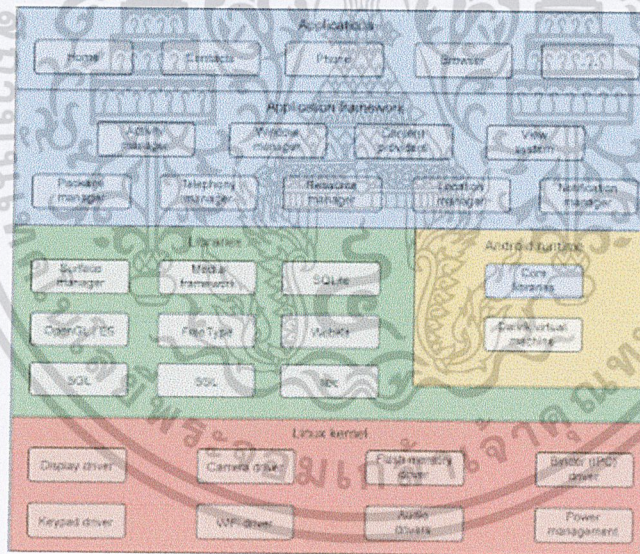 Applications
Home
Contacts
Phone
Browser
...
Application framework
Activity
manager
Window
manager
Content
providers
View
system
Package
manager
Telephony
manager
Resource
manager
Location
manager
Notification
manager
Libraries
Surface
manager
Media
framework
SQLite
OpenGL/ES
FreeType
WebKit
SGL
SSL
libc
Android runtime
Core
libraries
Dalvik virtual
machine
Linux kernel
Display driver
Camera driver
Flash memory
driver
Binder (IPC)
driver
Keypad driver
WiFi driver
Audio
drivers
Power
management